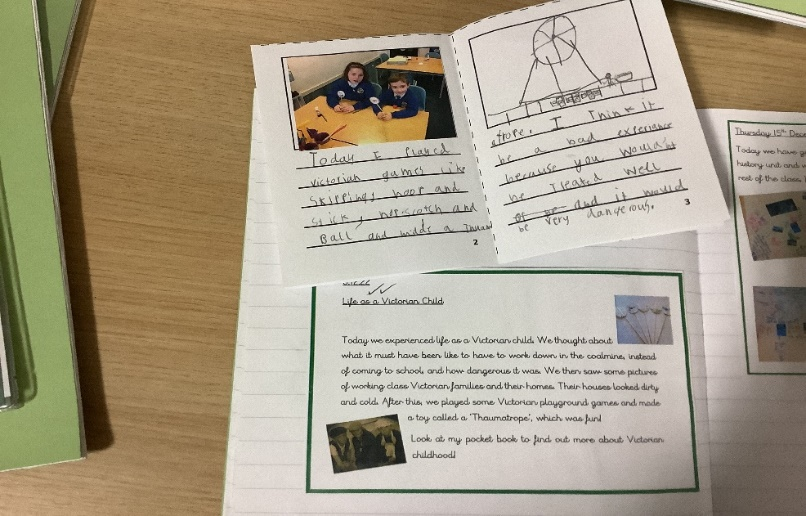 Today I Played
victorian games like
skipping, hoop and
stick, hopscotch and
Ball and made a Thaum
2
Hope. I Think it
be a bad experience
because you wouldn't
be Treated well
and it would
be very dangerous.
3
Life as a Victorian Child
Today we experienced life as a Victorian child. We thought about
what it must have been like to have to work down in the coalmine, instead
of coming to school, and how dangerous it was. We then saw some pictures
of working class Victorian families and their homes. Their houses looked dirty
and cold. After this, we played some Victorian playground games and made
a toy called a 'Thaumatrope', which was fun!
Look at my pocket book to find out more about Victorian
childhood!
Thursday 15th Dece
Today we have
history unit and
rest of the class.